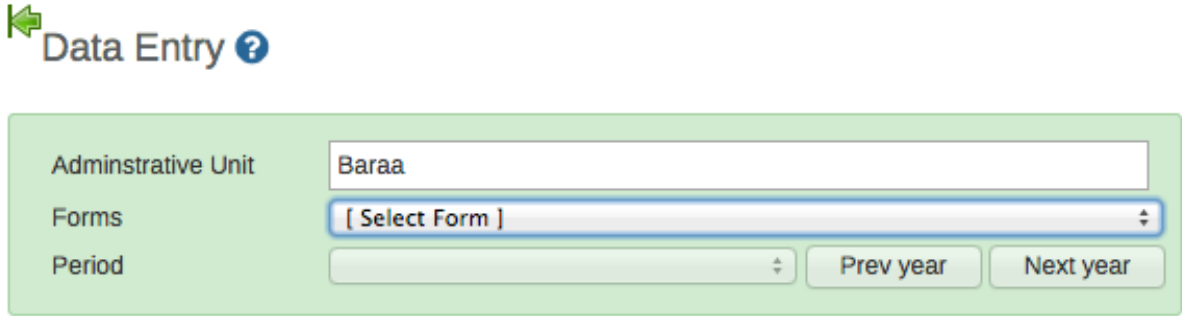 Data Entry ?
Adminstrative Unit Baraa
Forms [ Select Form ]
Period Prev year Next year